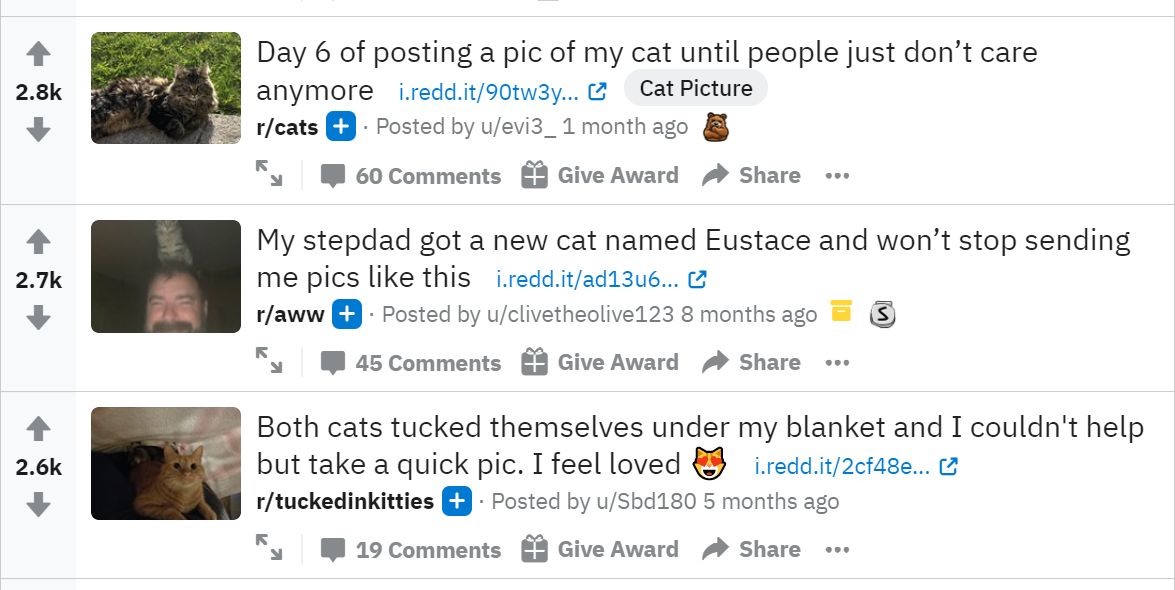 2.8k
Day 6 of posting a pic of my cat until people just don’t care
anymore i.redd.it/90tw3y... Cat Picture
r/cats · Posted by u/evi3_ 1 month ago
60 Comments Give Award Share
2.7k
My stepdad got a new cat named Eustace and won’t stop sending
me pics like this i.redd.it/ad13u6...
r/aww · Posted by u/clivetheolive123 8 months ago S
45 Comments Give Award Share
2.6k
Both cats tucked themselves under my blanket and I couldn't help
but take a quick pic. I feel loved 😻 i.redd.it/2cf48e...
r/tuckedinkitties · Posted by u/Sbd180 5 months ago
19 Comments Give Award Share